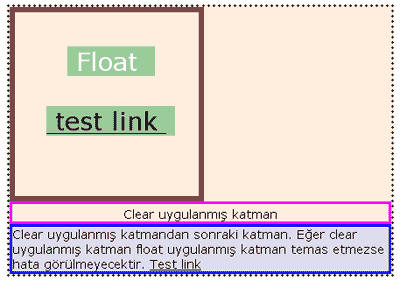 Float
test link
Clear uygulanmış katman
Clear uygulanmış katmandan sonraki katman. Eğer clear
uygulanmış katman float uygulanmış katman temas etmezse
hata görülmeyecektir. Test link